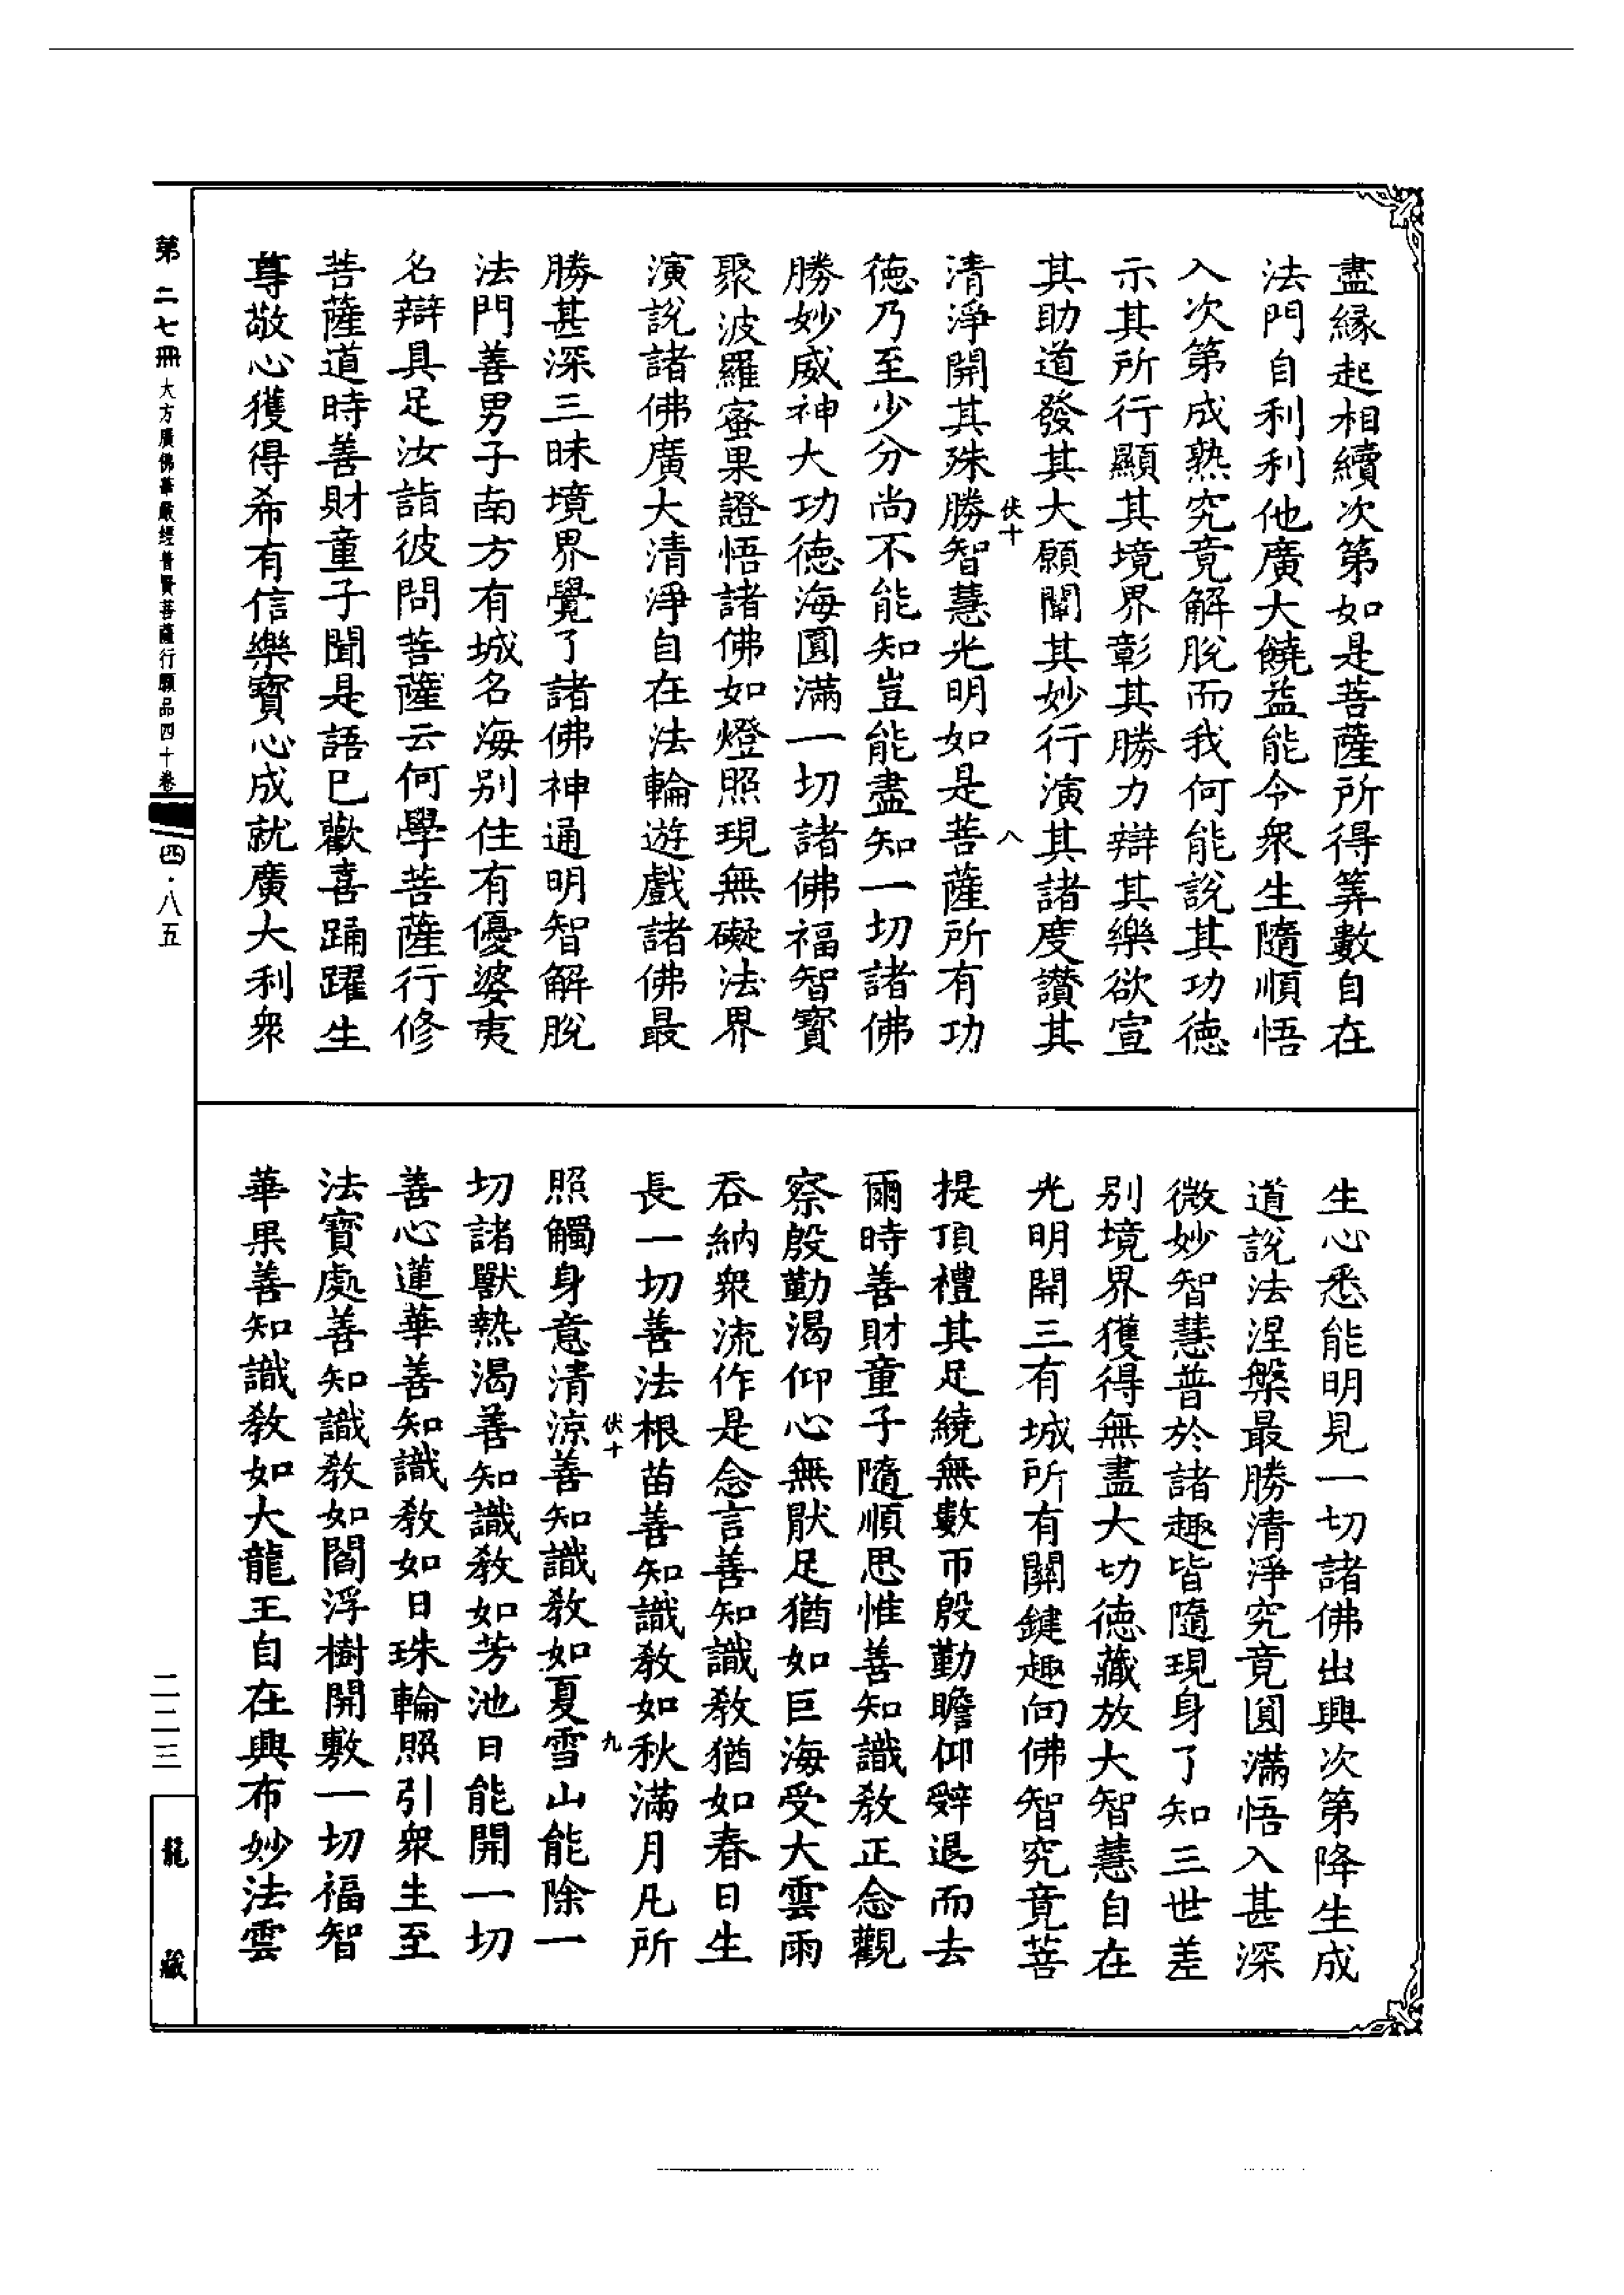 盡緣起相續次第如是菩薩所得筭數自在
法門自利利他廣大饒益能令衆生隨順悟
入次第成熟究竟解脫而我何能說其功德
示其所行顯其境界彰其勝力辯其樂欲宣
其助道發其大願闡其妙行演其諸度讚其
伏十 八
清淨開其殊勝智慧光明如是菩薩所有功
德乃至少分尚不能知豈能盡知一切諸佛
勝妙威神大功德海圓滿一切諸佛福智寶
聚波羅蜜果證悟諸佛如燈照現無礙法界
演說諸佛廣大清淨自在法輪遊戲諸佛最
勝甚深三昧境界覺了諸佛神通明智解脫
法門善男子南方有城名海別住有優婆夷
名辯具足汝詣彼問菩薩云何學菩薩行修
菩薩道時善財童子聞是語已歡喜踊躍生
尊敬心獲得希有信樂寶心成就廣大利衆
生心悉能明見一切諸佛出興次第降生成
道說法涅槃最勝清淨究竟圓滿悟入甚深
微妙智慧普於諸趣皆隨現身了知三世差
別境界獲得無盡大切德藏放大智慧自在
光明開三有城所有關鍵趣向佛智究竟菩
提頂禮其足繞無數帀殷勤瞻仰辭退而去
爾時善財童子隨順思惟善知識教正念觀
察殷勤渴仰心無猒足猶如巨海受大雲雨
吞納衆流作是念言善知識教猶如春日生
長一切善法根苗善知識教如秋滿月凡所
伏十 九
照觸身意清涼善知識教如夏雪山能除一
切諸獸熱渴善知識教如芳池日能開一切
善心蓮華善知識教如日珠輪照引衆生至
法寶處善知識教如閻浮樹開敷一切福智
華果善知識教如大龍王自在興布妙法雲
第二七冊 大方廣佛華嚴經普賢菩薩行願品四十卷
四·八五
二二三
龍藏